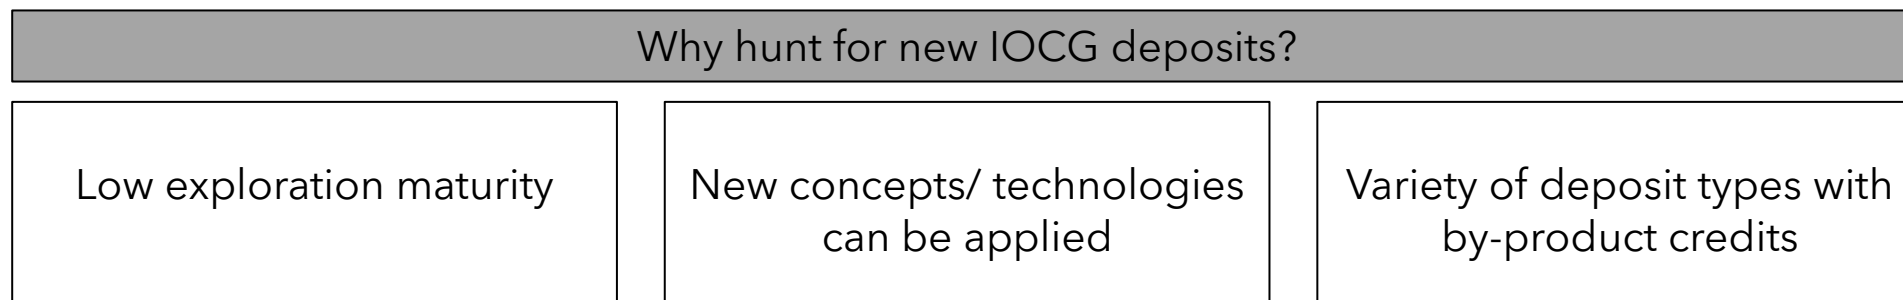 Why hunt for new IOCG deposits?
Low exploration maturity
New concepts/ technologies
can be applied
Variety of deposit types with
by-product credits